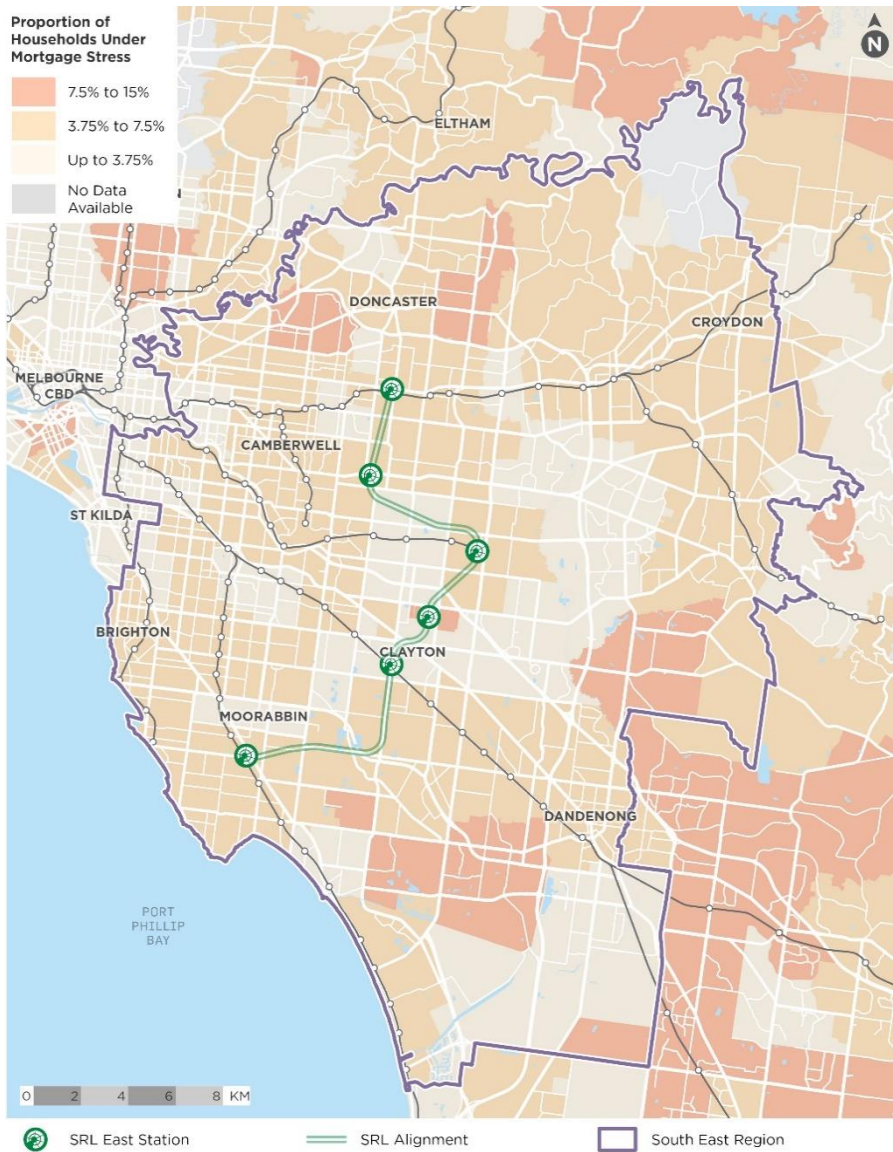 Proportion of
Households Under
Mortgage Stress
7.5% to 15%
3.75% to 7.5%
Up to 3.75%
No Data
Available
N
ELTHAM
DONCASTER
CROYDON
MELBOURNE
CBD
CAMBERWELL
ST KILDA
BRIGHTON
CLAYTON
MOORABBIN
DANDENONG
PORT
PHILLIP
BAY
0 2 4 6 8 KM
SRL East Station
SRL Alignment
South East Region